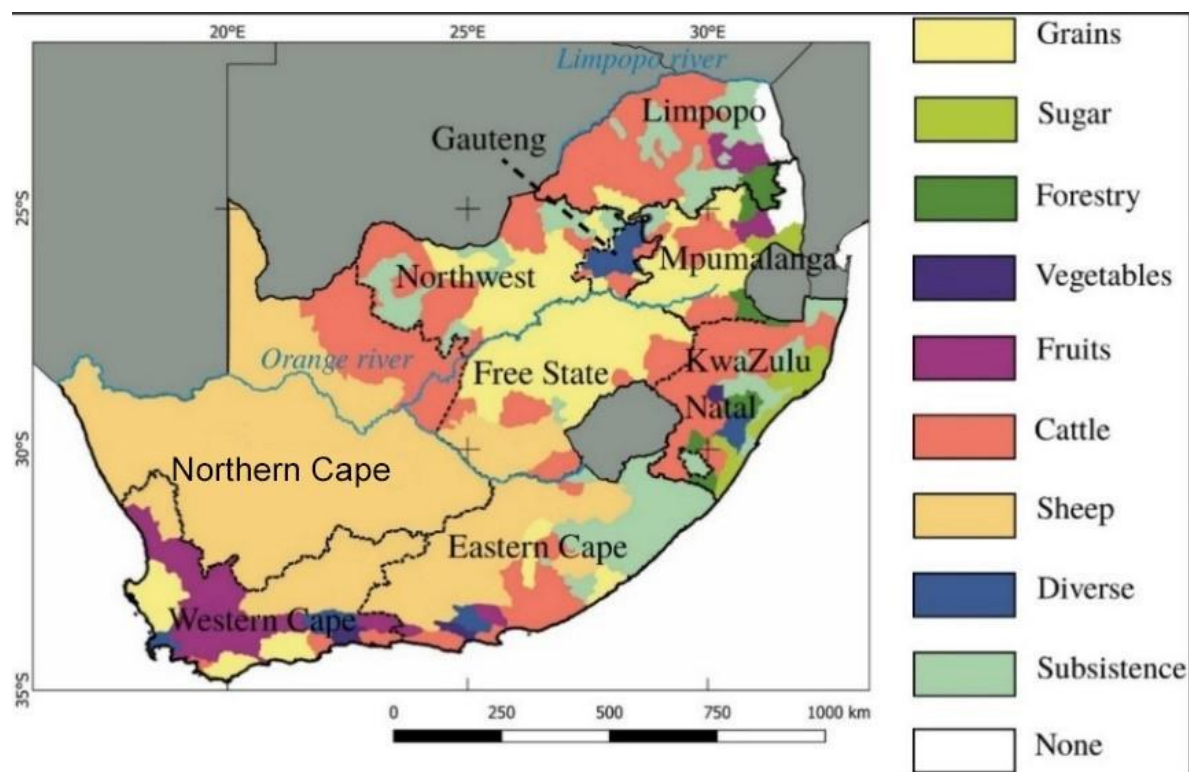 20°E
25°E
30°E
Limpopo river
Limpopo
Gauteng
25°S
Northwest
Mpumalanga
Orange river
Free State
KwaZulu
Natal
30°S
Northern Cape
Eastern Cape
Western Cape
35°S
0 250 500 750 1000 km
Grains
Sugar
Forestry
Vegetables
Fruits
Cattle
Sheep
Diverse
Subsistence
None